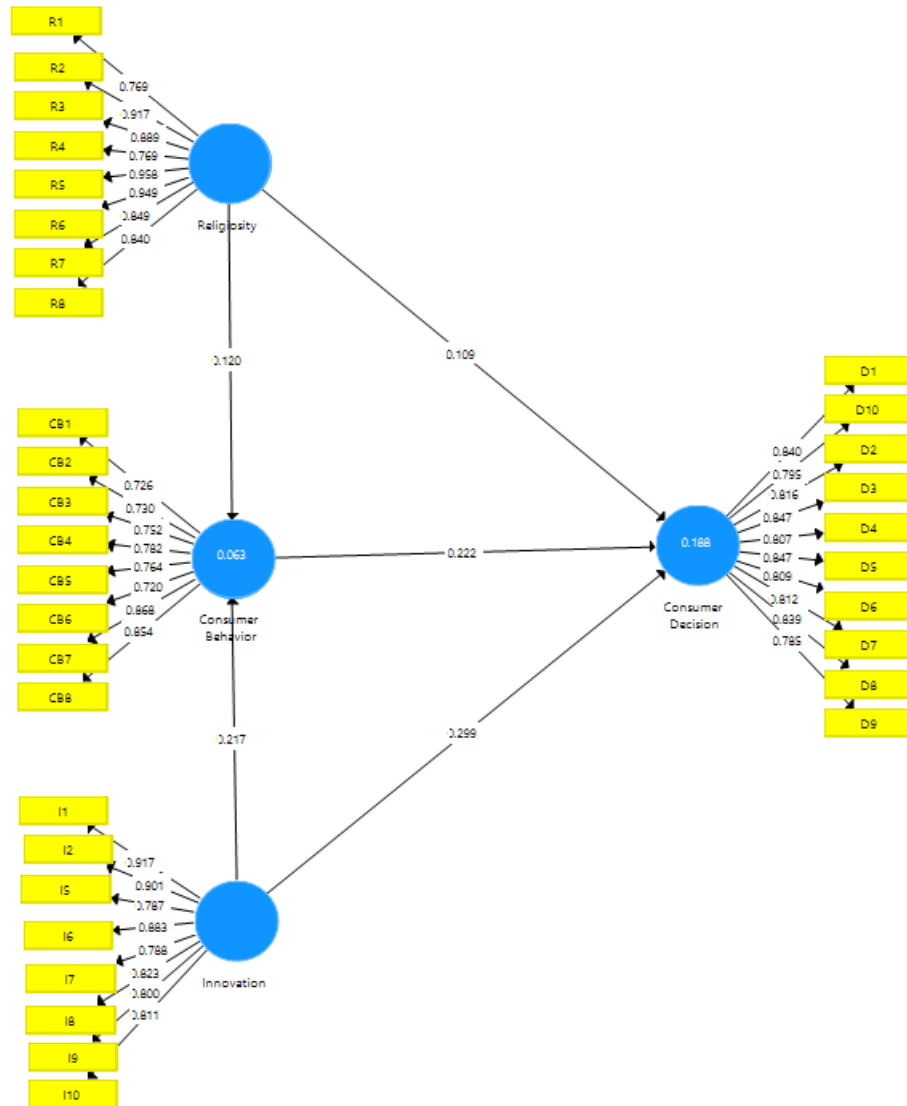 R1
R2
R3
R4
R5
R6
R7
R8
0.769
0.917
0.889
0.769
0.958
0.949
0.849
0.840
Religiosity
0.120
0.109
CB1
CB2
CB3
CB4
CB5
CB6
CB7
CB8
0.726
0.730
0.752
0.782
0.764
0.720
0.868
0.854
0.063
Consumer
Behavior
0.222
0.188
Consumer
Decision
0.840
0.795
0.816
0.847
0.807
0.847
0.809
0.812
0.839
0.785
D1
D10
D2
D3
D4
D5
D6
D7
D8
D9
0.217
0.299
I1
I2
I5
I6
I7
I8
I9
I10
0.917
0.901
0.787
0.883
0.788
0.823
0.800
0.811
Innovation